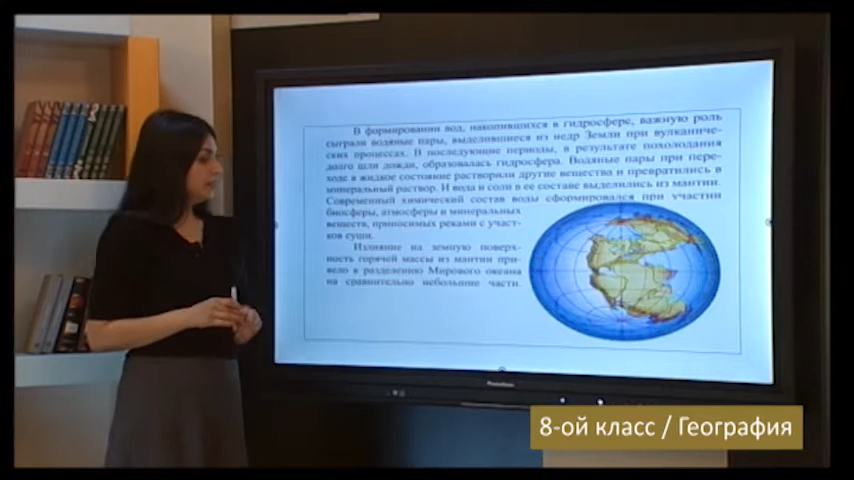 В формировании вод, накопившихся в гидросфере, важную роль
сыграли водяные пары, выделившиеся из недр Земли при вулканиче-
ских процессах. В последующие периоды, в результате похолодания
долго шли дожди, образовалась гидросфера. Водяные пары при пере-
ходе в жидкое состояние растворили другие вещества и превратились в
минеральный раствор. И вода и соли в ее составе выделились из мантии.
Современный химический состав воды сформировался при участии
биосферы, атмосферы и минеральных
веществ, приносимых реками с участ-
ков суши.
Излияние на земную поверх-
ность горячей массы из мантии при-
вело к разделению Мирового океана
на сравнительно небольшие части.
8-ой класс / География